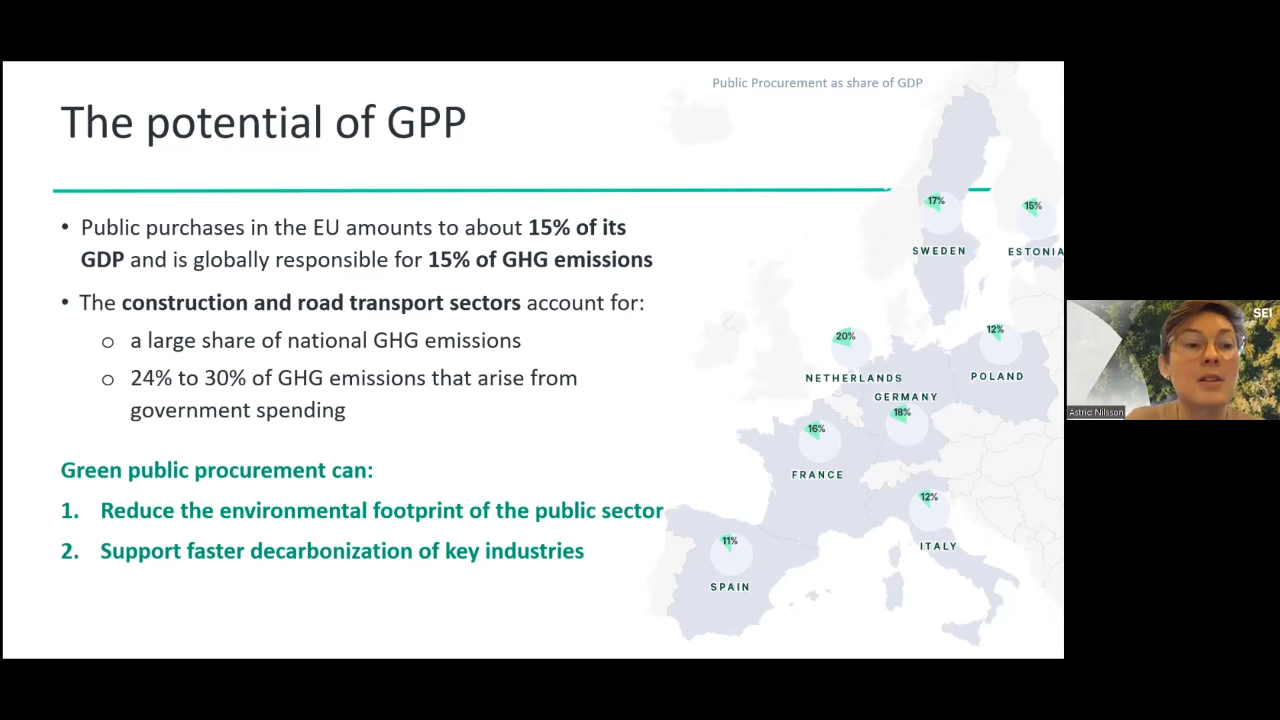 Public Procurement as share of GDP
The potential of GPP
• Public purchases in the EU amounts to about 15% of its
GDP and is globally responsible for 15% of GHG emissions
• The construction and road transport sectors account for:
o a large share of national GHG emissions
o 24% to 30% of GHG emissions that arise from
government spending
Green public procurement can:
1. Reduce the environmental footprint of the public sector
2. Support faster decarbonization of key industries
17%
SWEDEN
15%
ESTONIA
20%
NETHERLANDS
12%
POLAND
GERMANY
18%
16%
FRANCE
12%
ITALY
11%
SPAIN
SEI
Astrid Nilsson